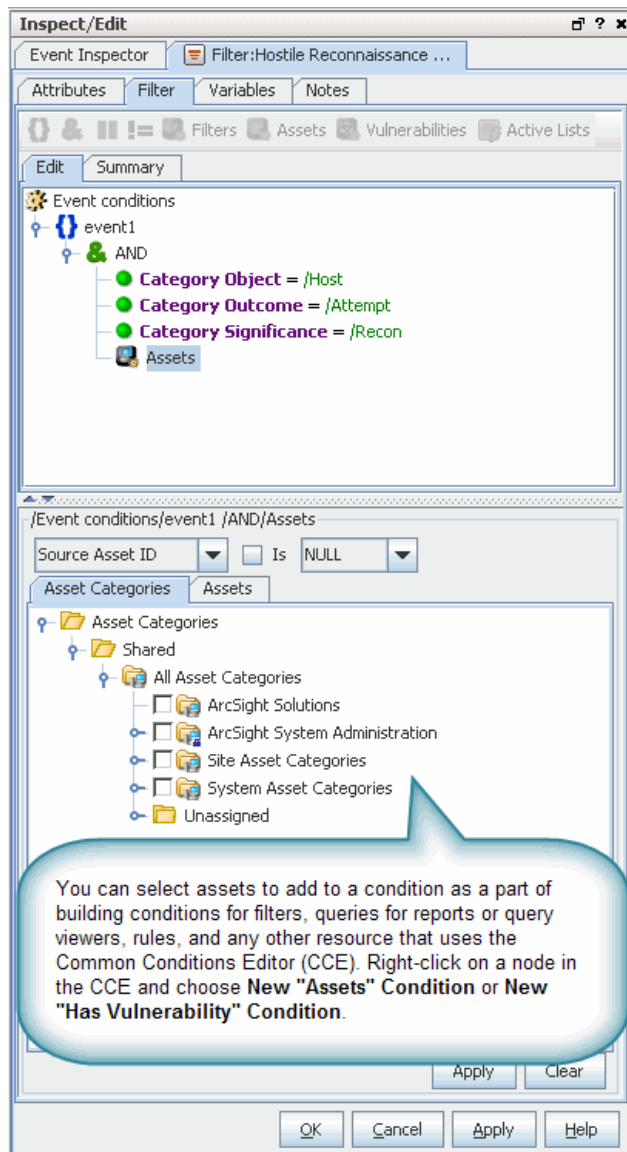 Inspect/Edit
Event Inspector Filter:Hostile Reconnaissance ...
Attributes Filter Variables Notes
Filters Assets Vulnerabilities Active Lists
Edit Summary
Event conditions
event1
AND
Category Object = /Host
Category Outcome = /Attempt
Category Significance = /Recon
Assets
/Event conditions/event1 /AND/Assets
Source Asset ID Is NULL
Asset Categories Assets
Asset Categories
Shared
All Asset Categories
ArcSight Solutions
ArcSight System Administration
Site Asset Categories
System Asset Categories
Unassigned
You can select assets to add to a condition as a part of
building conditions for filters, queries for reports or query
viewers, rules, and any other resource that uses the
Common Conditions Editor (CCE). Right-click on a node in
the CCE and choose New "Assets" Condition or New
"Has Vulnerability" Condition.
Apply Clear
OK Cancel Apply Help